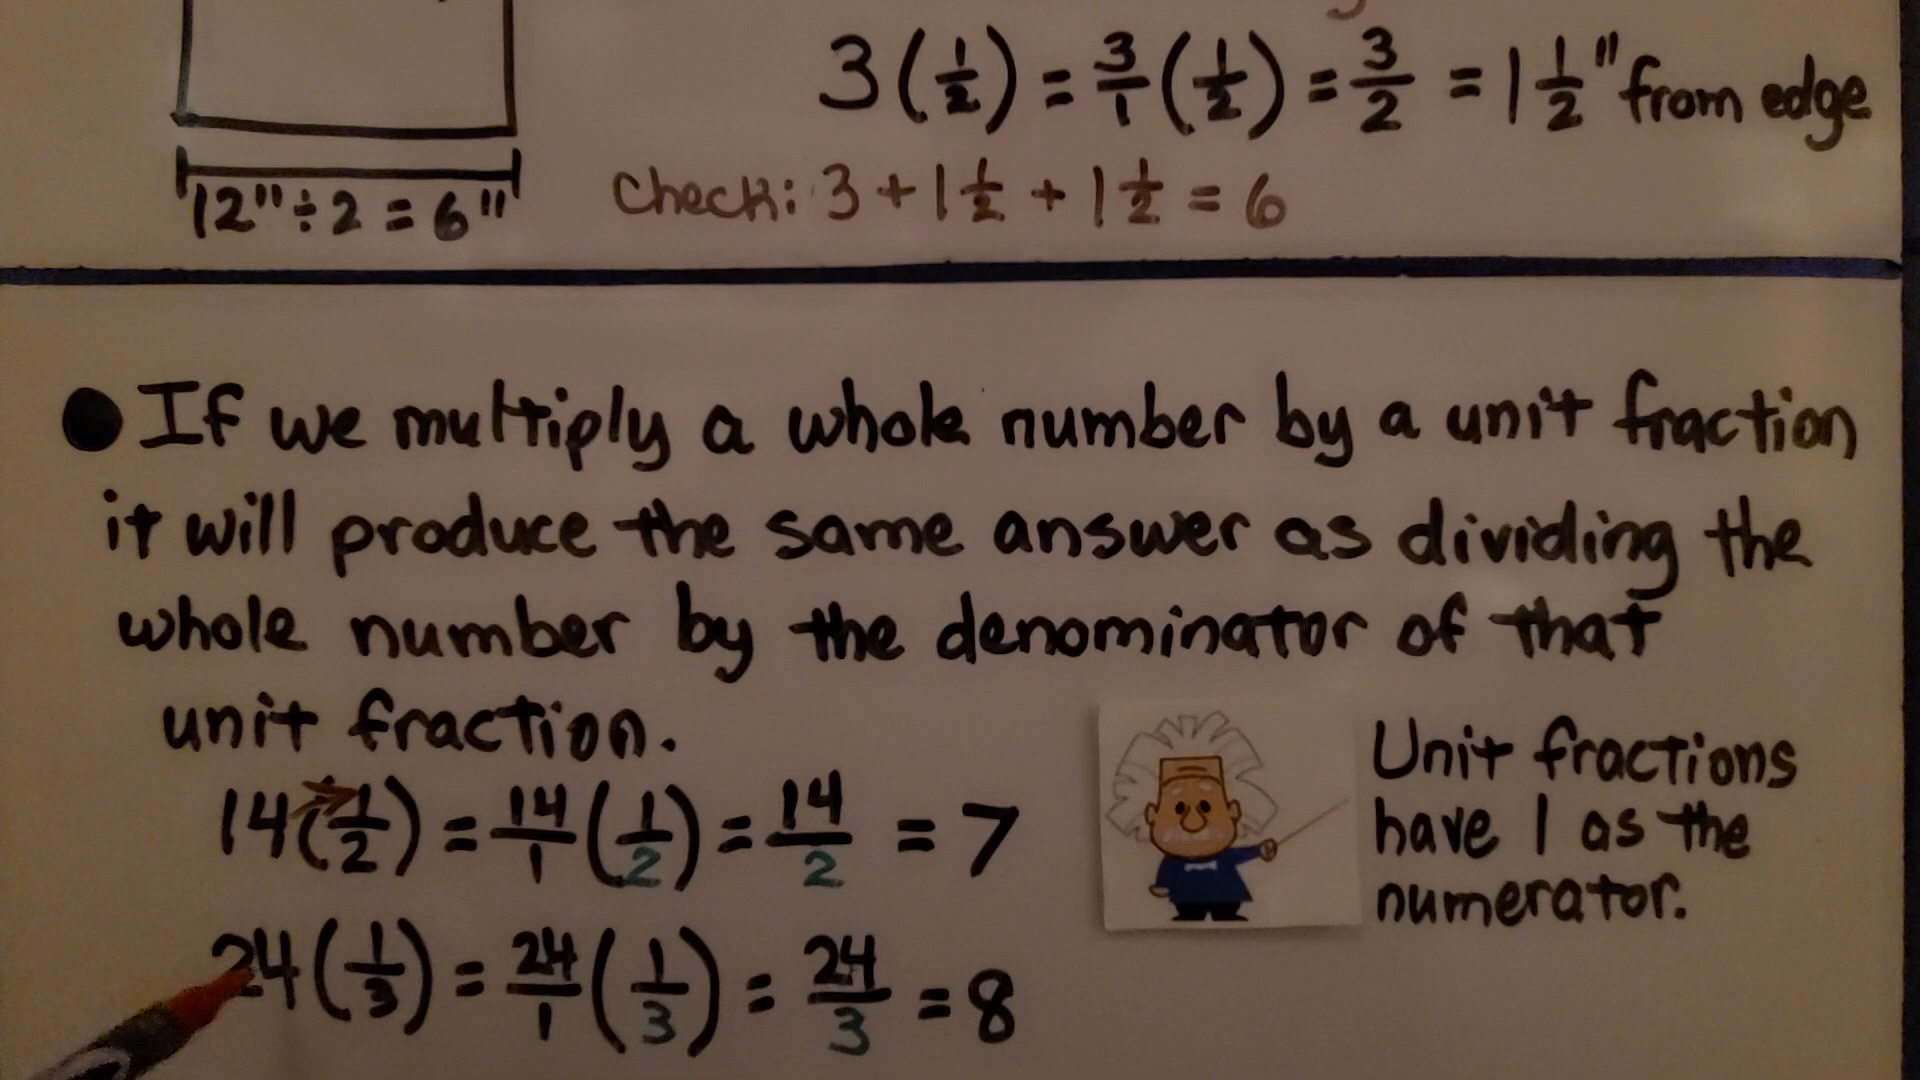 3(1/2) = 3/1(1/2) = 3/2 = 1 1/2" from edge
12" ÷ 2 = 6"
Check: 3 + 1 1/2 + 1 1/2 = 6
● If we multiply a whole number by a unit fraction
it will produce the same answer as dividing the
whole number by the denominator of that
unit fraction.
14(1/2) = 14/1(1/2) = 14/2 = 7
24(1/3) = 24/1(1/3) = 24/3 = 8
Unit fractions
have 1 as the
numerator.